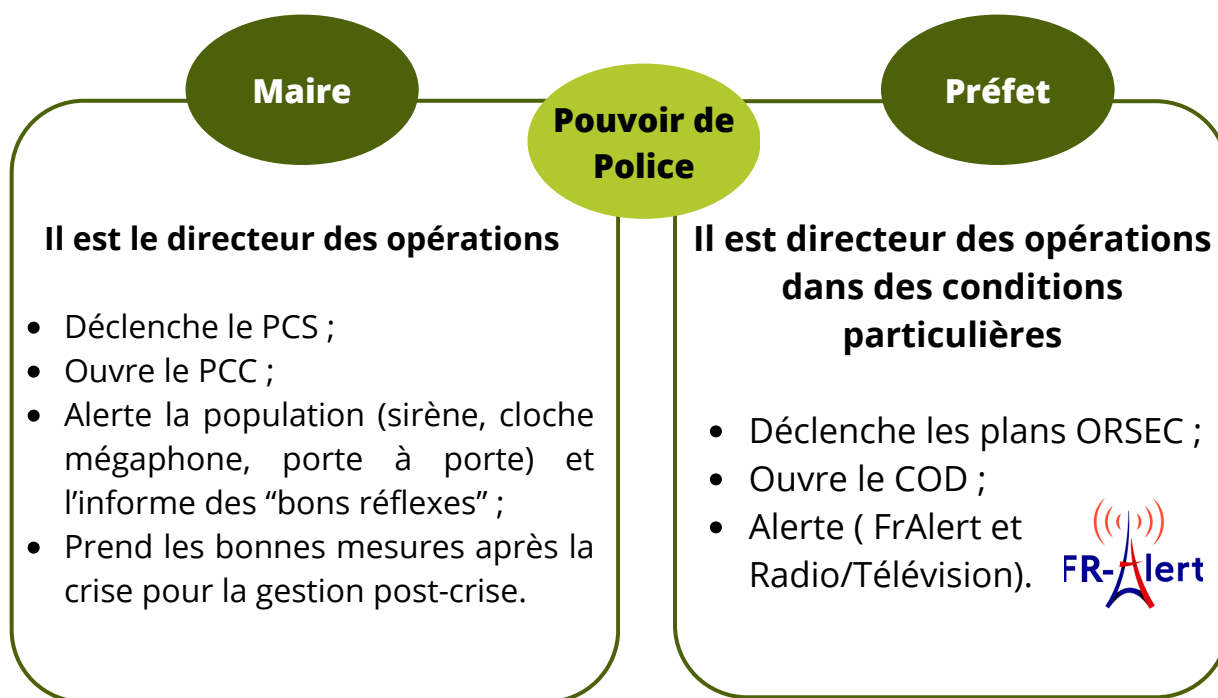 Maire
Pouvoir de
Police
Préfet
Il est le directeur des opérations
• Déclenche le PCS ;
• Ouvre le PCC ;
• Alerte la population (sirène, cloche
mégaphone, porte à porte) et
l’informe des “bons réflexes” ;
• Prend les bonnes mesures après la
crise pour la gestion post-crise.
Il est directeur des opérations
dans des conditions
particulières
• Déclenche les plans ORSEC ;
• Ouvre le COD ;
• Alerte ( FrAlert et
Radio/Télévision).
FR-Alert